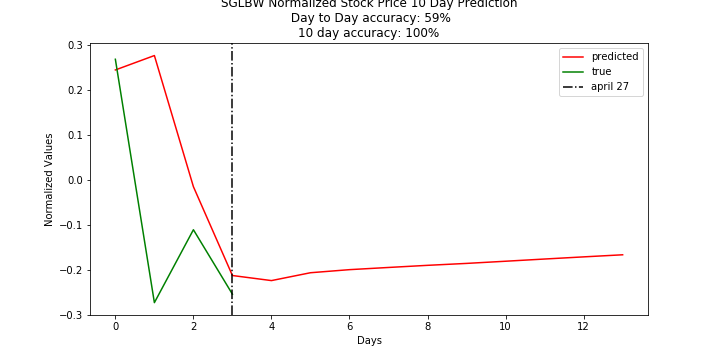 SGLBW Normalized Stock Price 10 Day Prediction
Day to Day accuracy: 59%
10 day accuracy: 100%
predicted
true
april 27
Normalized Values
0.3
0.2
0.1
0.0
−0.1
−0.2
−0.3
0 2 4 6 8 10 12
Days